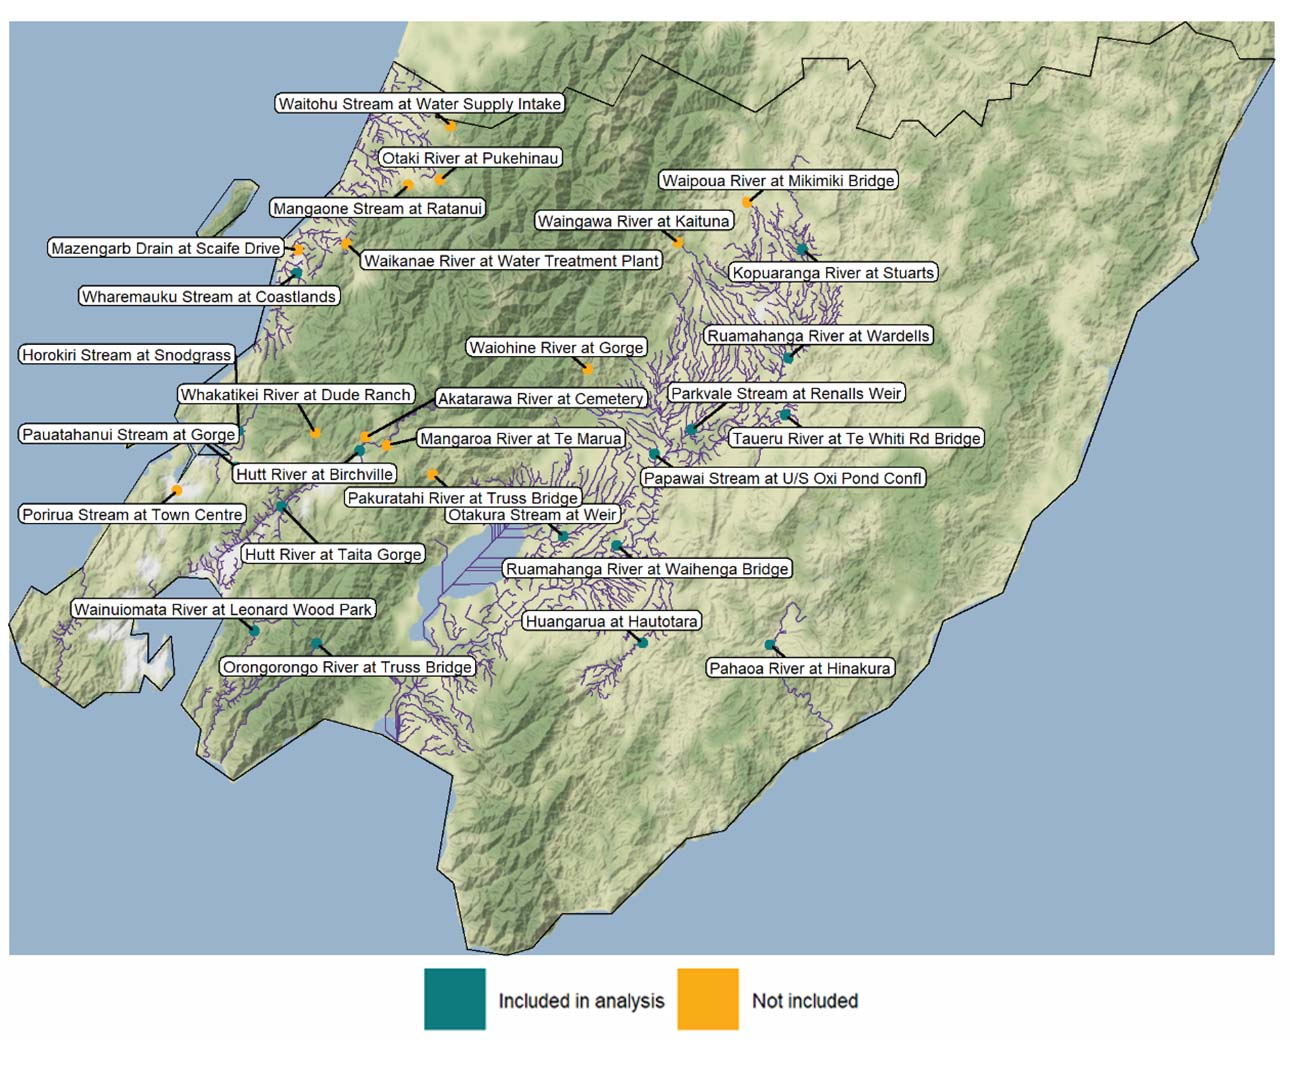 Waitohu Stream at Water Supply Intake
Otaki River at Pukehinau
Waipoua River at Mikimiki Bridge
Mangaone Stream at Ratanui
Waingawa River at Kaituna
Mazengarb Drain at Scaife Drive
Waikanae River at Water Treatment Plant
Kopuaranga River at Stuarts
Wharemauku Stream at Coastlands
Ruamahanga River at Wardells
Waiohine River at Gorge
Horokiri Stream at Snodgrass
Whakatikei River at Dude Ranch
Akatarawa River at Cemetery
Parkvale Stream at Renalls Weir
Pauatahanui Stream at Gorge
Mangaroa River at Te Marua
Taueru River at Te Whiti Rd Bridge
Hutt River at Birchville
Papawai Stream at U/S Oxi Pond Confl
Pakuratahi River at Truss Bridge
Porirua Stream at Town Centre
Otakura Stream at Weir
Hutt River at Taita Gorge
Ruamahanga River at Waihenga Bridge
Wainuiomata River at Leonard Wood Park
Huangarua at Hautotara
Orongorongo River at Truss Bridge
Pahaoa River at Hinakura
Included in analysis
Not included